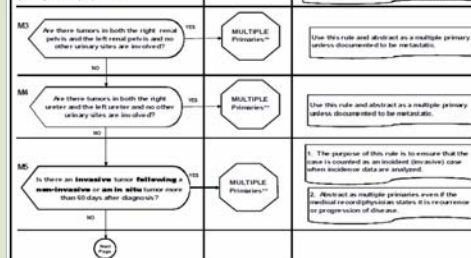 M3
Are there tumors in both the right renal
pelvis and the left renal pelvis and no
other urinary sites are involved?
YES
MULTIPLE
Primaries**
Use this rule and abstract as a multiple primary
unless documented to be metastatic.
NO
M4
Are there tumors in both the right
ureter and the left ureter and no other
urinary sites are involved?
YES
MULTIPLE
Primaries**
Use this rule and abstract as a multiple primary
unless documented to be metastatic.
NO
M5
Is there an invasive tumor following a
non-invasive or an in situ tumor more
than 60 days after diagnosis?
YES
MULTIPLE
Primaries**
1. The purpose of this rule is to ensure that the
case is counted as an incident (invasive) case
when incidence data are analyzed.
2. Abstract as multiple primaries even if the
medical record/physician states it is recurrence
or progression of disease.
NO
Next
Page